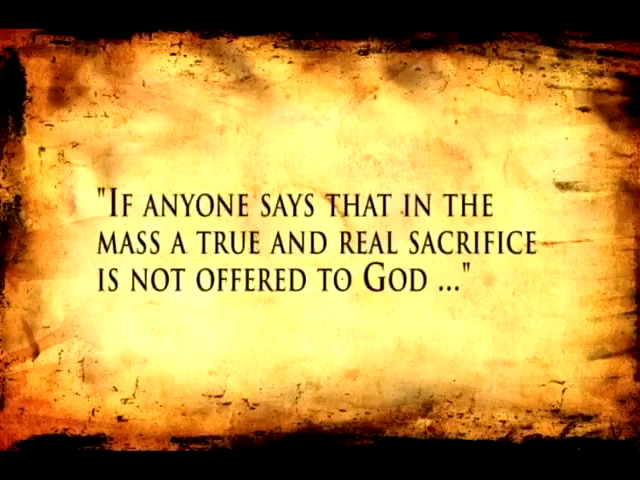 "If anyone says that in the
mass a true and real sacrifice
is not offered to God ..."